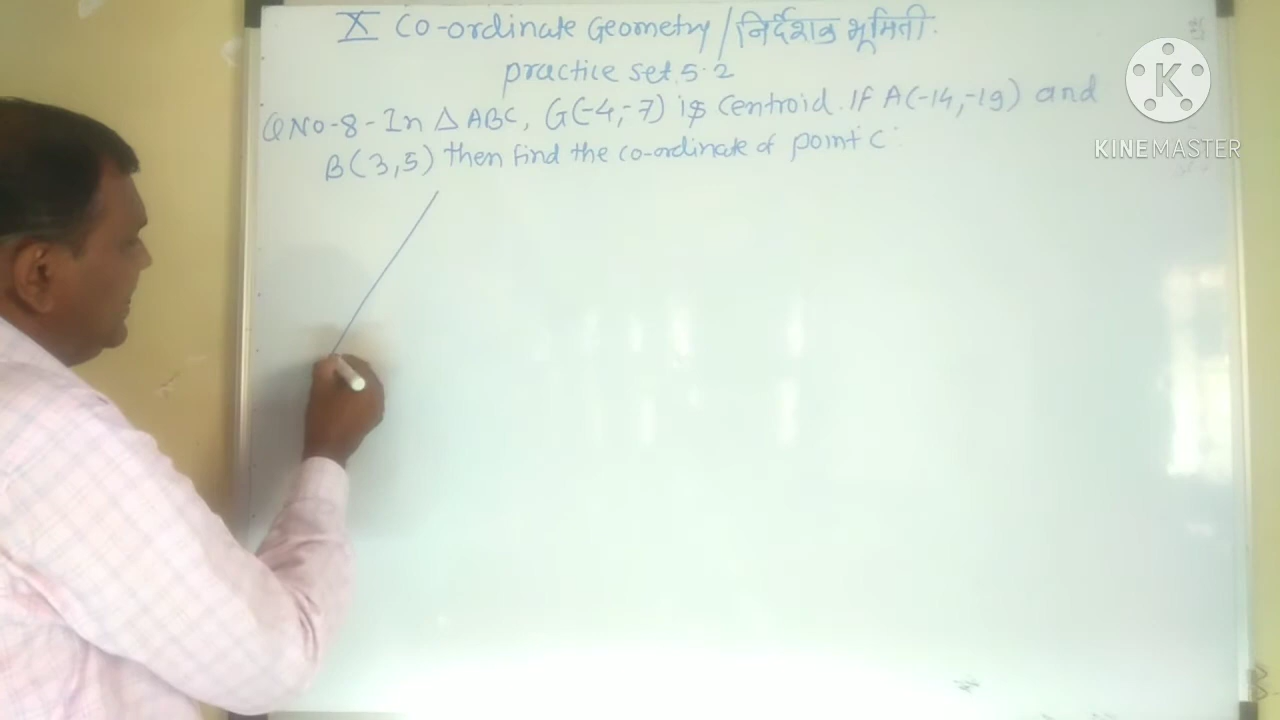 X Co-ordinate Geometry / निर्देशक भूमिती.
practice set. 5.2
Q NO-8 - In △ ABC, G(-4,-7) is Centroid. If A(-14,-19) and
B(3,5) then find the co-ordinate of point C.
K
KINEMASTER